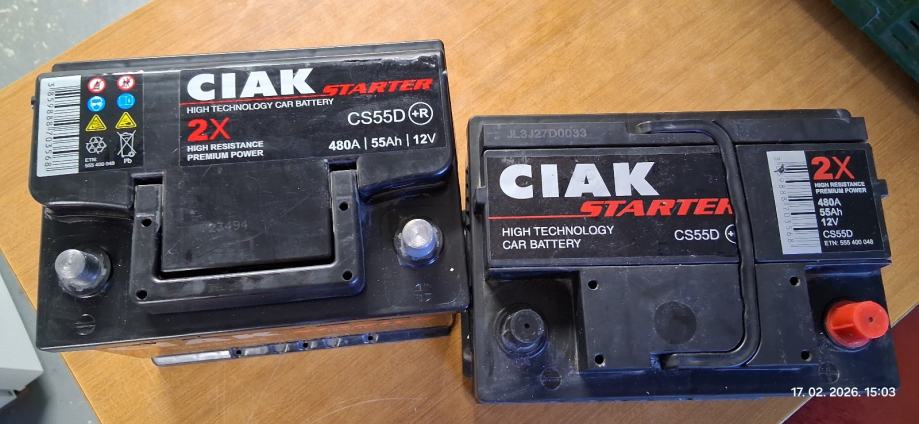 CIAK STARTER
HIGH TECHNOLOGY CAR BATTERY
2X
HIGH RESISTANCE
PREMIUM POWER
CS55D +R
480A | 55Ah | 12V
Pb
ETN:
555 400 048
23494
JL3J27D0033
CIAK
STARTER
HIGH TECHNOLOGY
CAR BATTERY
CS55D
2X
HIGH RESISTANCE
PREMIUM POWER
480A
55Ah
12V
CS55D
ETN: 555 400 048
17. 02. 2026. 15:03